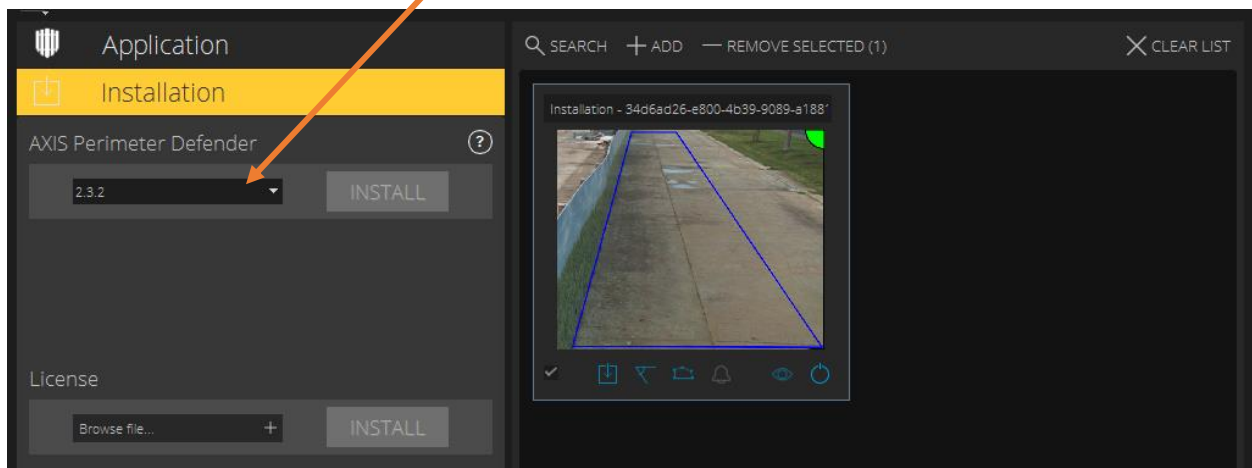 Application
Installation
AXIS Perimeter Defender
?
2.3.2
INSTALL
License
Browse file...
+
INSTALL
SEARCH + ADD — REMOVE SELECTED (1)
CLEAR LIST
Installation - 34d6ad26-e800-4b39-9089-a188